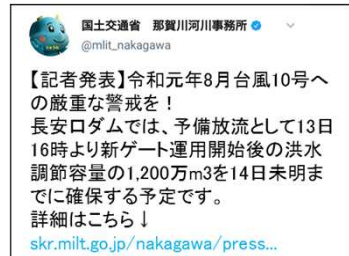 国土交通省 那賀川河川事務所
@mlit_nakagawa
【記者発表】令和元年8月台風10号へ
の厳重な警戒を！
長安口ダムでは、予備放流として13日
16時より新ゲート運用開始後の洪水
調節容量の1,200万m3を14日未明ま
でに確保する予定です。
詳細はこちら↓
skr.milt.go.jp/nakagawa/press...